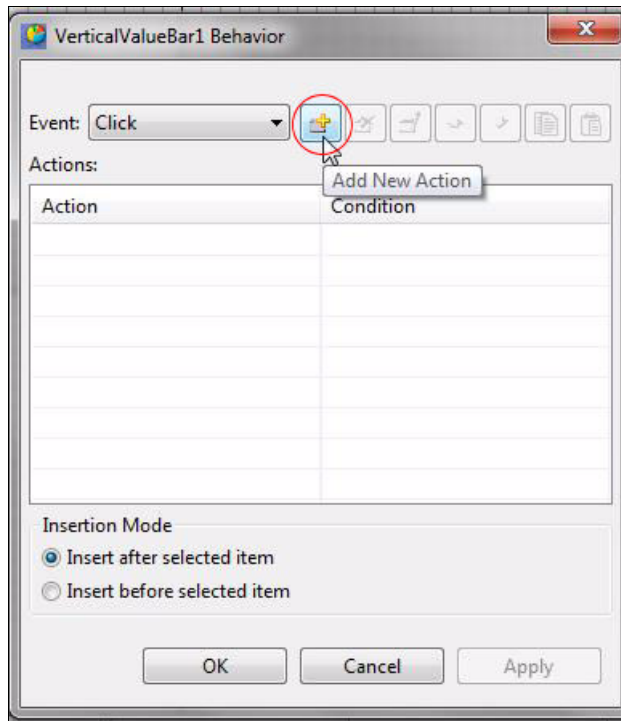 VerticalValueBar1 Behavior
Event: Click
Actions:
Add New Action
Action Condition
Insertion Mode
Insert after selected item
Insert before selected item
OK Cancel Apply